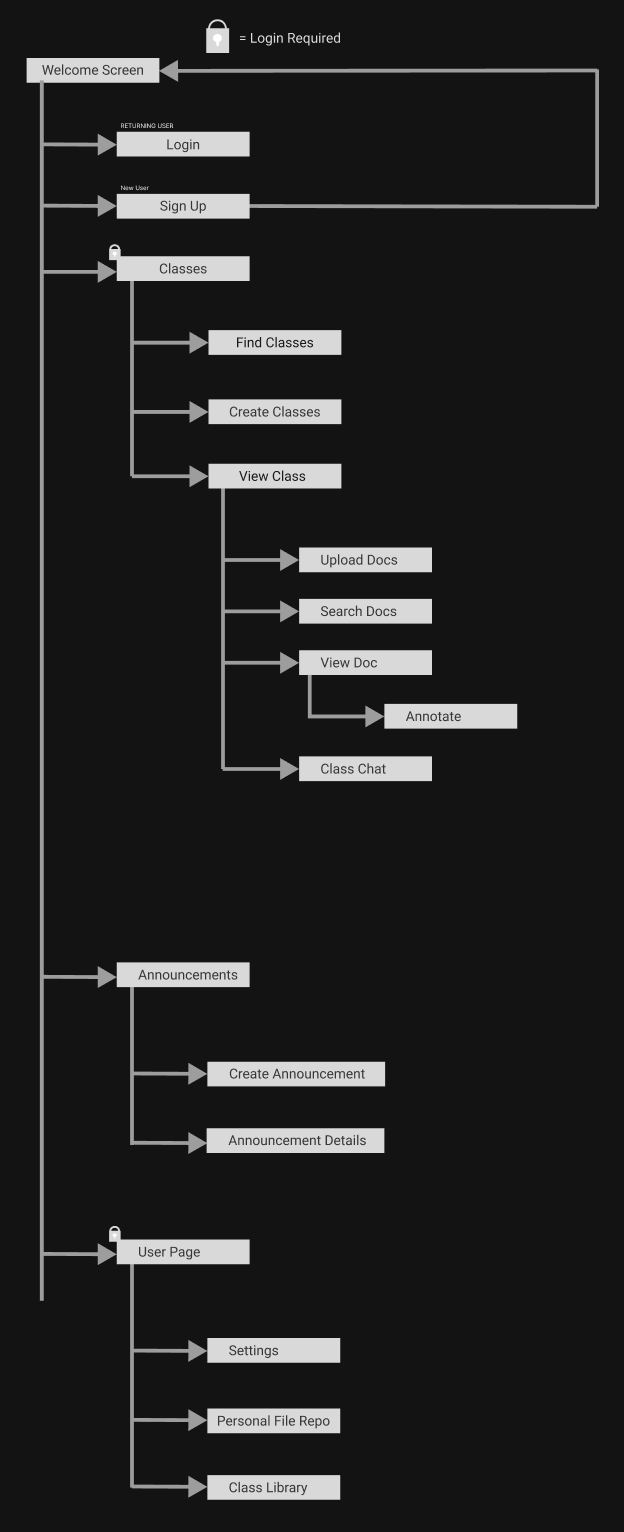 = Login Required
Welcome Screen
RETURNING USER
Login
New User
Sign Up
Classes
Find Classes
Create Classes
View Class
Upload Docs
Search Docs
View Doc
Annotate
Class Chat
Announcements
Create Announcement
Announcement Details
User Page
Settings
Personal File Repo
Class Library